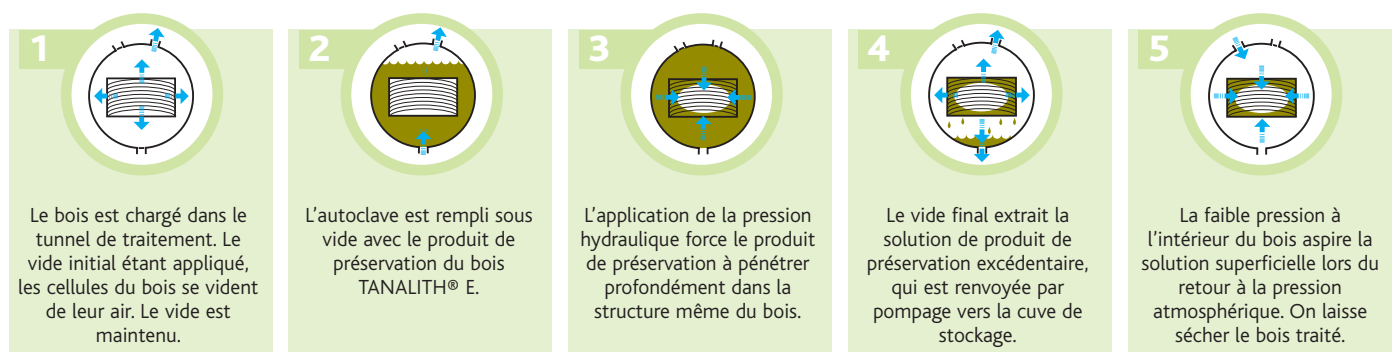 1
Le bois est chargé dans le
tunnel de traitement. Le
vide initial étant appliqué,
les cellules du bois se vident
de leur air. Le vide est
maintenu.
2
L’autoclave est rempli sous
vide avec le produit de
préservation du bois
TANALITH® E.
3
L’application de la pression
hydraulique force le produit
de préservation à pénétrer
profondément dans la
structure même du bois.
4
Le vide final extrait la
solution de produit de
préservation excédentaire,
qui est renvoyée par
pompage vers la cuve de
stockage.
5
La faible pression à
l’intérieur du bois aspire la
solution superficielle lors du
retour à la pression
atmosphérique. On laisse
sécher le bois traité.